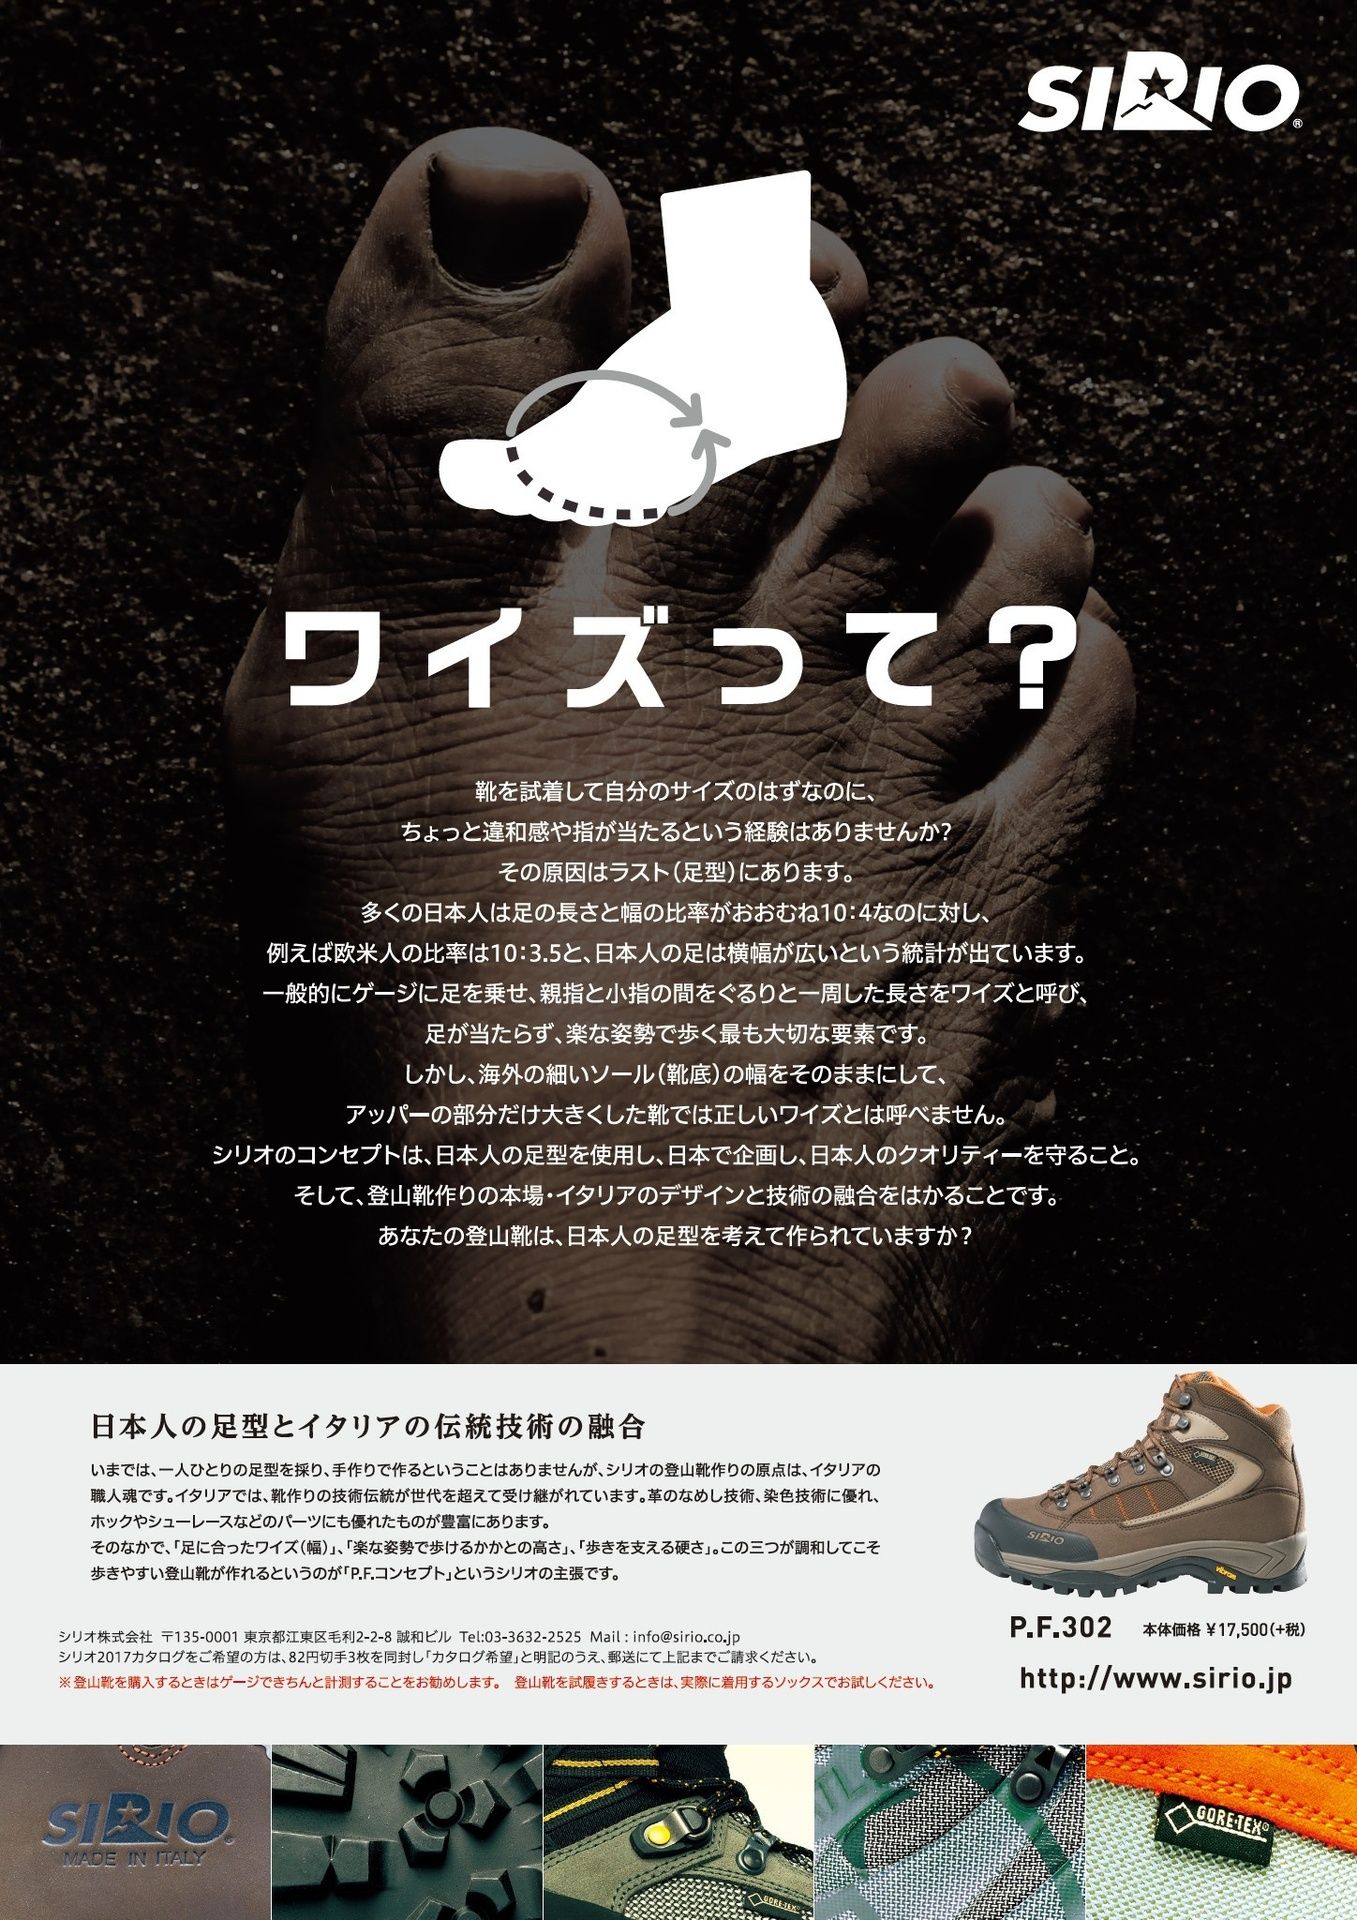 SIRIO®
ワイズって?
靴を試着して自分のサイズのはずなのに、
ちょっと違和感や指が当たるという経験はありませんか?
その原因はラスト(足型)にあります。
多くの日本人は足の長さと幅の比率がおおむね10:4なのに対し、
例えば欧米人の比率は10:3.5と、日本人の足は横幅が広いという統計が出ています。
一般的にゲージに足を乗せ、親指と小指の間をぐるりと一周した長さをワイズと呼び、
足が当たらず、楽な姿勢で歩く最も大切な要素です。
しかし、海外の細いソール(靴底)の幅をそのままにして、
アッパーの部分だけ大きくした靴では正しいワイズとは呼べません。
シリオのコンセプトは、日本人の足型を使用し、日本で企画し、日本人のクオリティーを守ること。
そして、登山靴作りの本場・イタリアのデザインと技術の融合をはかることです。
あなたの登山靴は、日本人の足型を考えて作られていますか?
日本人の足型とイタリアの伝統技術の融合
いまでは、一人ひとりの足型を採り、手作りで作るということはありませんが、シリオの登山靴作りの原点は、イタリアの
職人魂です。イタリアでは、靴作りの技術伝統が世代を超えて受け継がれています。革のなめし技術、染色技術に優れ、
ホックやシューレースなどのパーツにも優れたものが豊富にあります。
そのなかで、「足に合ったワイズ(幅)」、「楽な姿勢で歩けるかかとの高さ」、「歩きを支える硬さ」。この三つが調和してこそ
歩きやすい登山靴が作れるというのが「P.F.コンセプト」というシリオの主張です。
SIRIO
vibram
P.F.302 本体価格 ¥17,500(+税)
http://www.sirio.jp
シリオ株式会社 〒135-0001 東京都江東区毛利2-2-8 誠和ビル Tel:03-3632-2525 Mail : info@sirio.co.jp
シリオ2017カタログをご希望の方は、82円切手3枚を同封し「カタログ希望」と明記のうえ、郵送にて上記までご請求ください。
※登山靴を購入するときはゲージできちんと計測することをお勧めします。 登山靴を試履きするときは、実際に着用するソックスでお試しください。
SIRIO®
MADE IN ITALY
GORE-TEX
GORE-TEX®